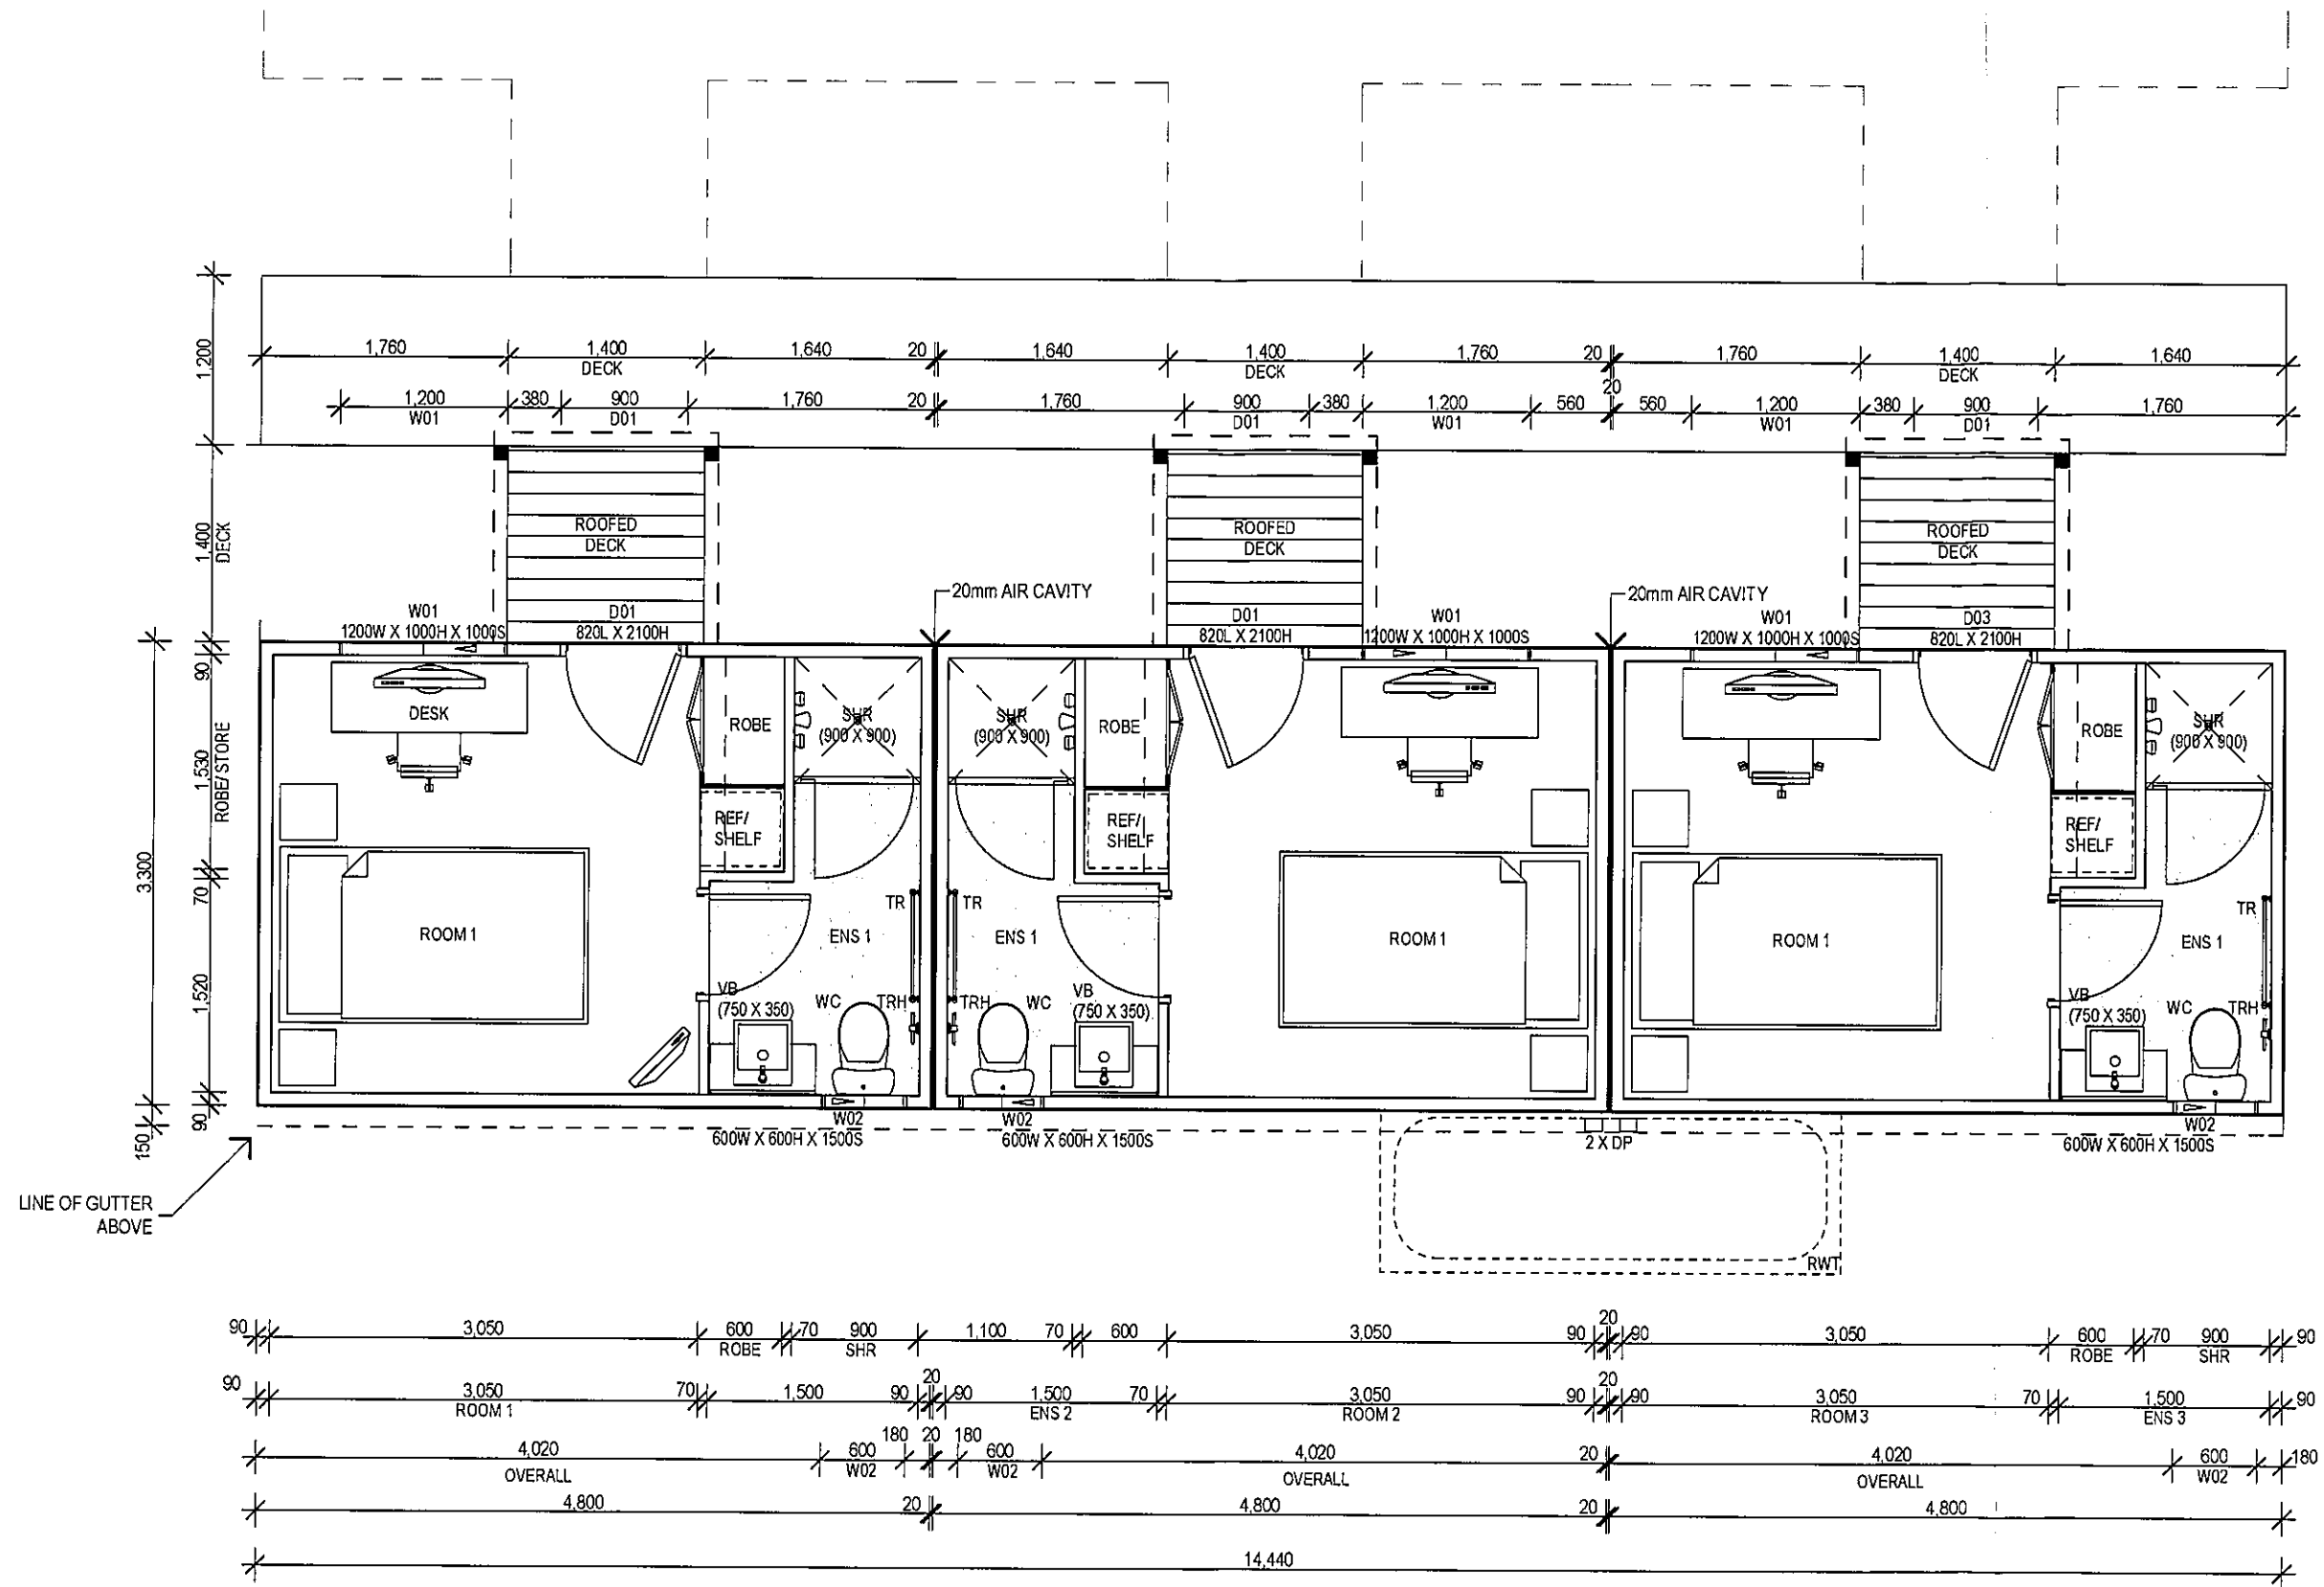 1,760 1,400 1,640 20 1,640 1,400 1,760 20 1,760 1,400 1,640
DECK DECK DECK
20
1,200 380 900 1,760 20 1,760 900 380 1,200 560 560 1,200 380 900 1,760
W01 D01 D01 W01 W01 D01
1,200
1,400
DECK
90
1,530
ROBE/ STORE
70
1,520
90
3,300
150
ROOFED
DECK
ROOFED
DECK
ROOFED
DECK
20mm AIR CAVITY
20mm AIR CAVITY
W01
1200W X 1000H X 1000S
D01
820L X 2100H
D01
820L X 2100H
W01
1200W X 1000H X 1000S
W01
1200W X 1000H X 1000S
D03
820L X 2100H
DESK
ROBE
SHR
(900 X 900)
SHR
(900 X 900)
ROBE
ROBE
SHR
(900 X 900)
REF/
SHELF
REF/
SHELF
REF/
SHELF
TR TR TR
ROOM 1 ENS 1 ENS 1 ROOM 1 ROOM 1 ENS 1
VB
(750 X 350)
WC TRH TRH WC
VB
(750 X 350)
VB
(750 X 350)
WC TRH
W02
600W X 600H X 1500S
W02
600W X 600H X 1500S
2 X DP
W02
600W X 600H X 1500S
LINE OF GUTTER
ABOVE
RWT
90 3,050 600 70 900 1,100 70 600 3,050 90 20 90 3,050 600 70 900 90
ROBE SHR ROBE SHR
90 3,050 70 1,500 90 20 90 1,500 70 3,050 90 20 90 3,050 70 1,500 90
ROOM 1 ENS 2 ROOM 2 ROOM 3 ENS 3
4,020 600 180 20 180 600 4,020 20 4,020 600 180
OVERALL W02 W02 OVERALL OVERALL W02
4,800 20 4,800 20 4,800
14,440